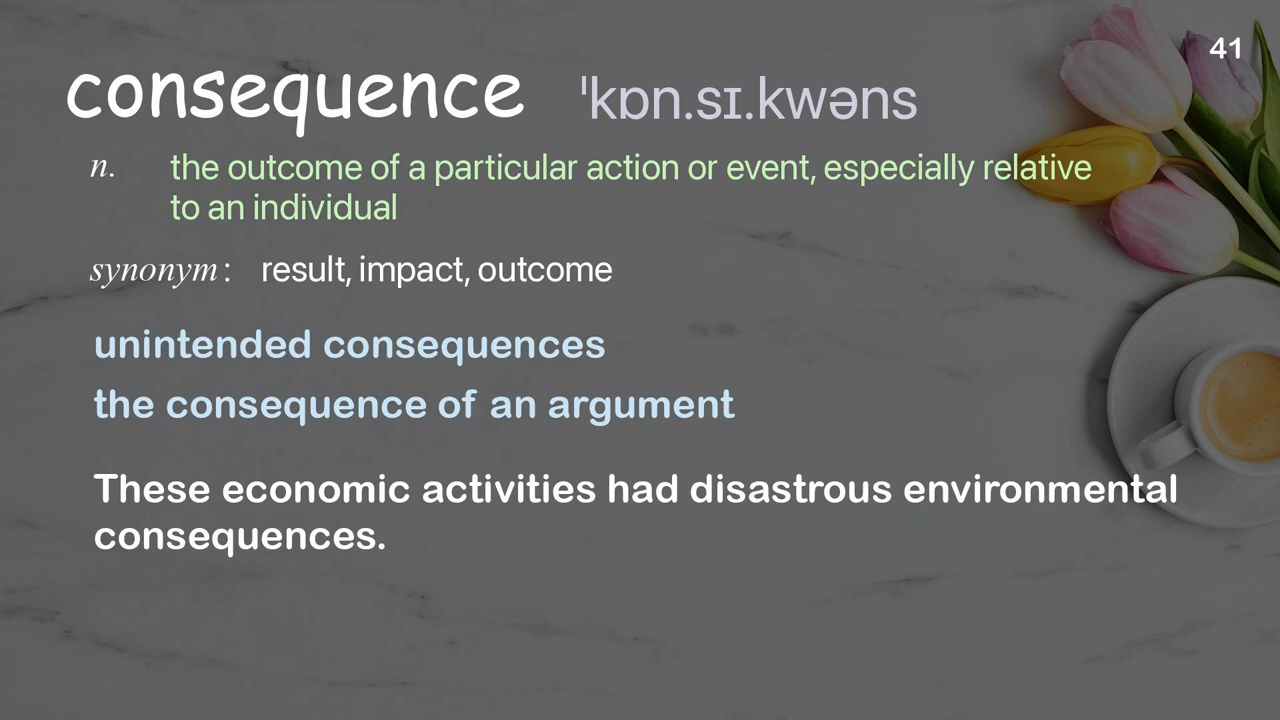 41
consequence ˈkɒn.sɪ.kwəns
n. the outcome of a particular action or event, especially relative
to an individual
synonym: result, impact, outcome
unintended consequences
the consequence of an argument
These economic activities had disastrous environmental
consequences.